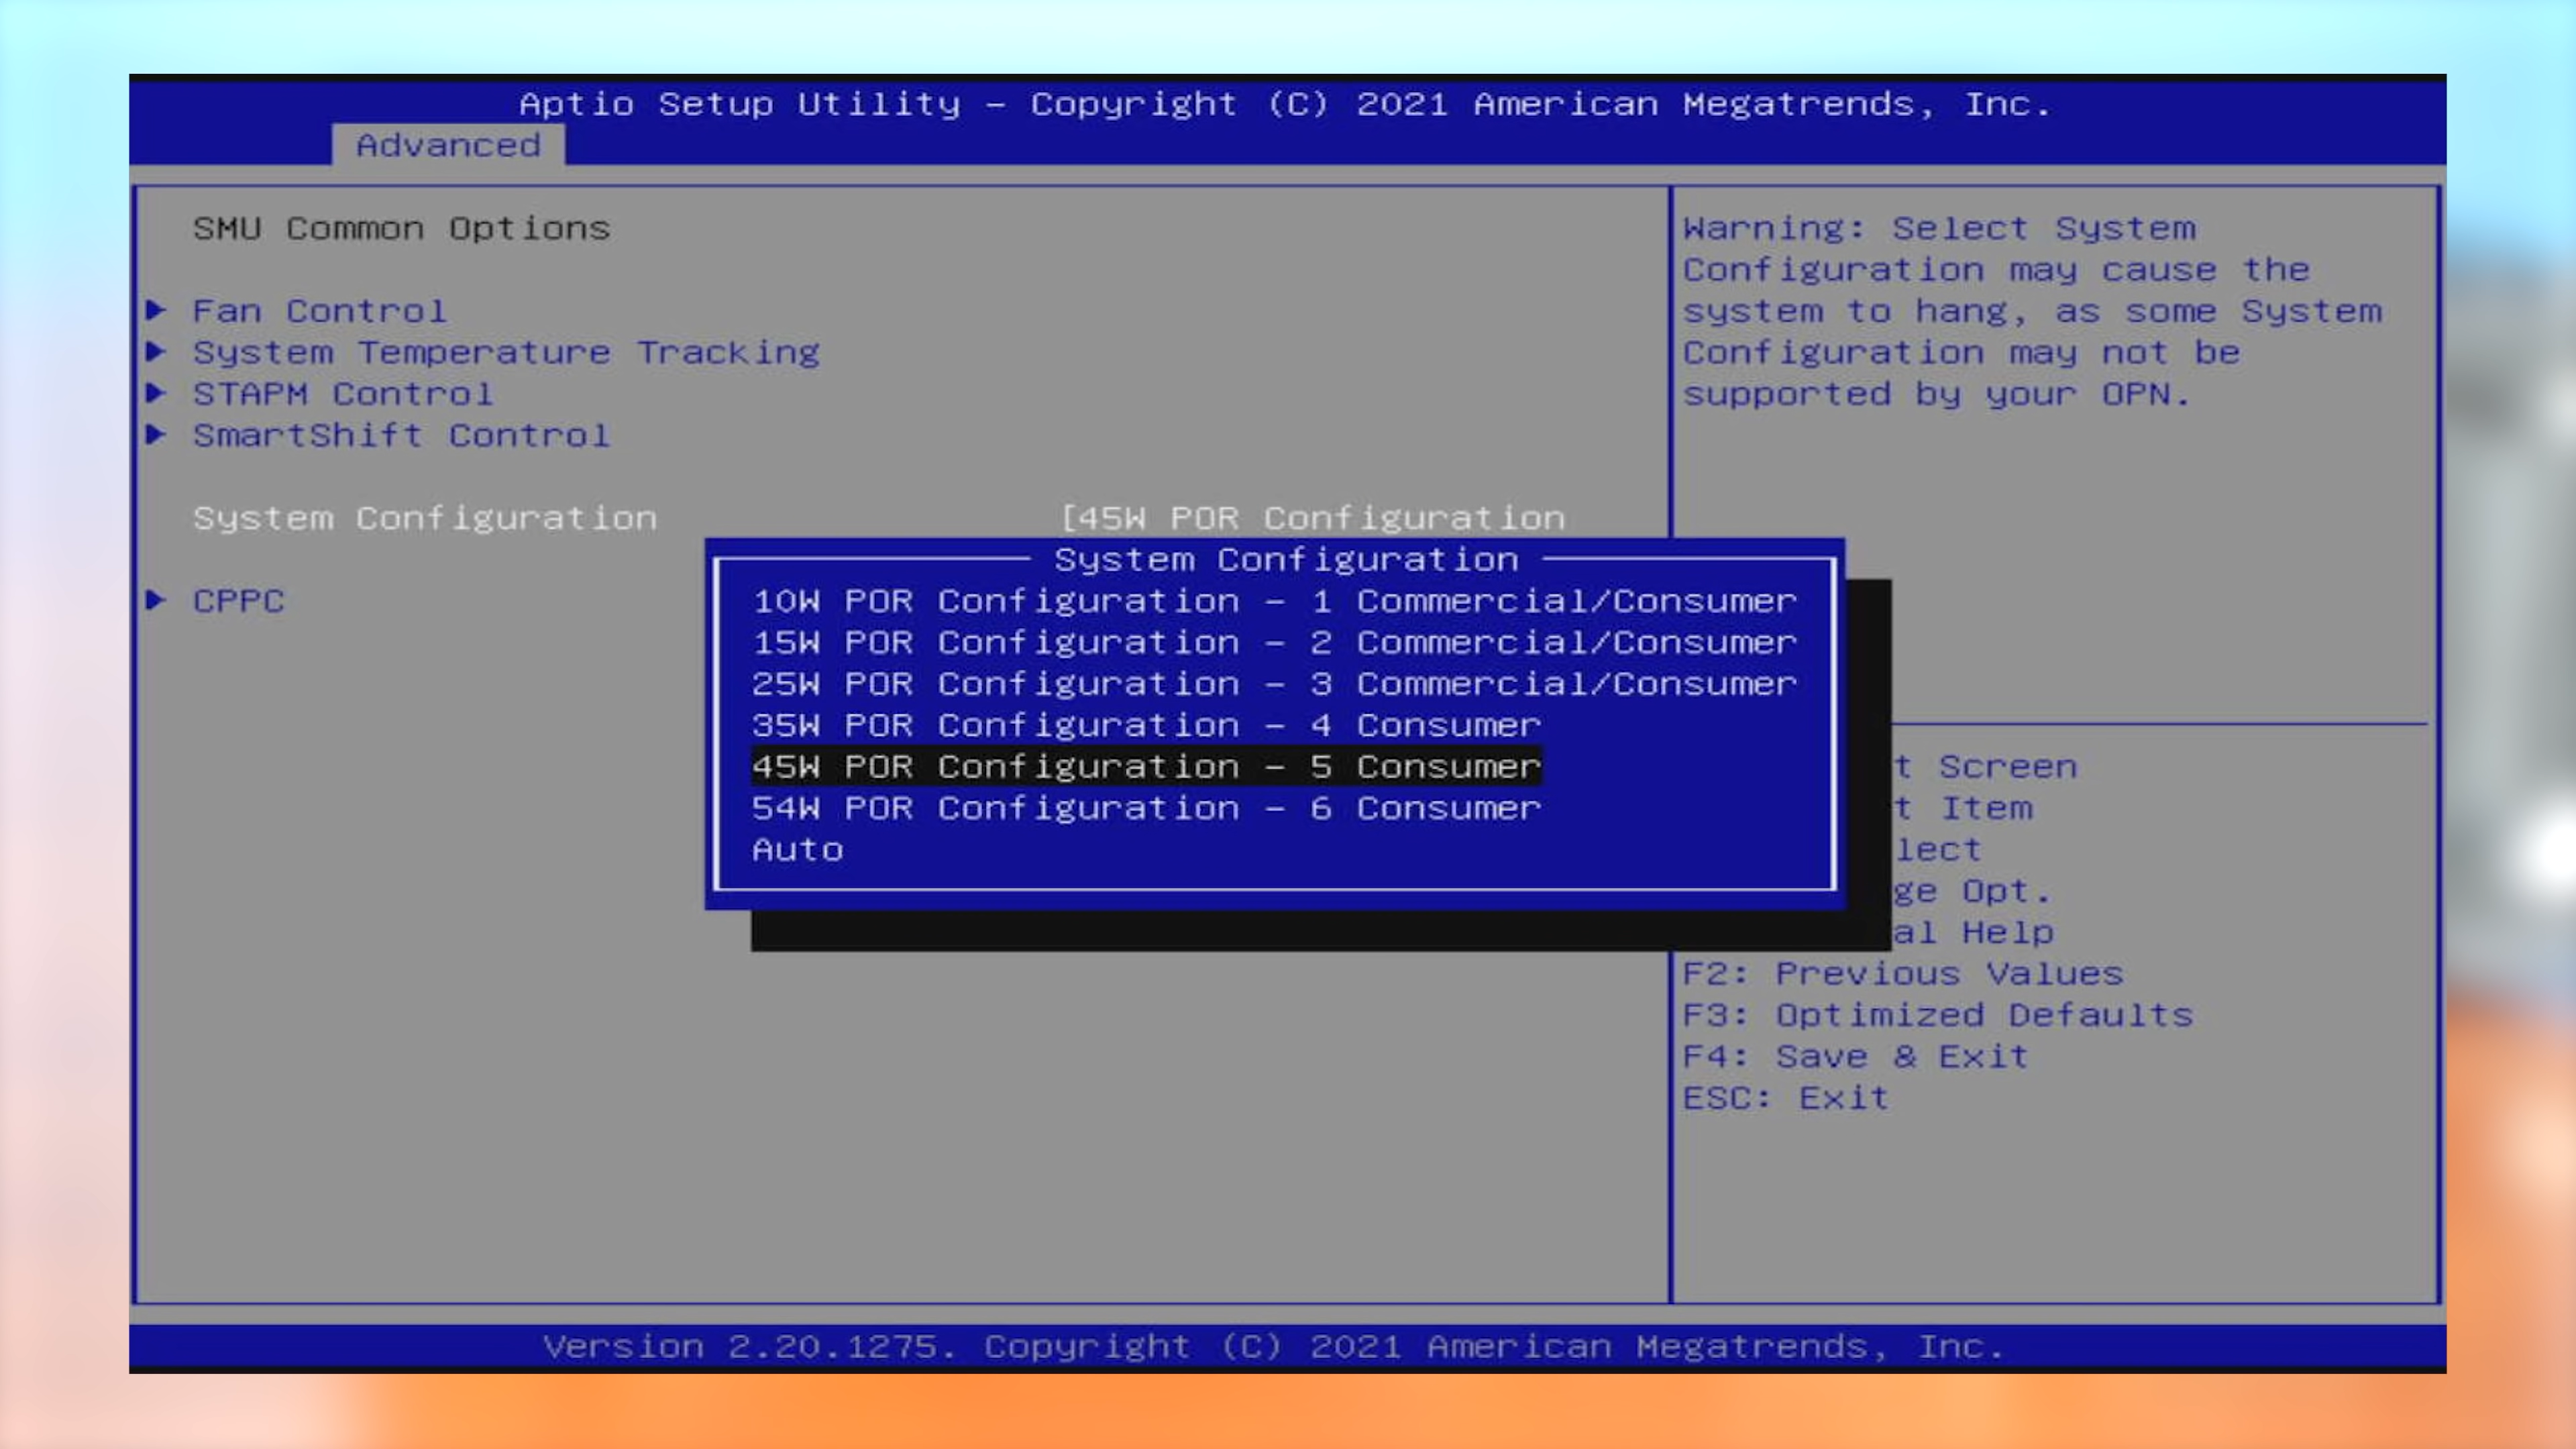 Aptio Setup Utility – Copyright (C) 2021 American Megatrends, Inc.
Advanced
SMU Common Options
Fan Control
System Temperature Tracking
STAPM Control
SmartShift Control
System Configuration [45W POR Configuration
CPPC
System Configuration
10W POR Configuration – 1 Commercial/Consumer
15W POR Configuration – 2 Commercial/Consumer
25W POR Configuration – 3 Commercial/Consumer
35W POR Configuration – 4 Consumer
45W POR Configuration – 5 Consumer
54W POR Configuration – 6 Consumer
Auto
Warning: Select System
Configuration may cause the
system to hang, as some System
Configuration may not be
supported by your OPN.
t Screen
t Item
lect
ge Opt.
al Help
F2: Previous Values
F3: Optimized Defaults
F4: Save & Exit
ESC: Exit
Version 2.20.1275. Copyright (C) 2021 American Megatrends, Inc.